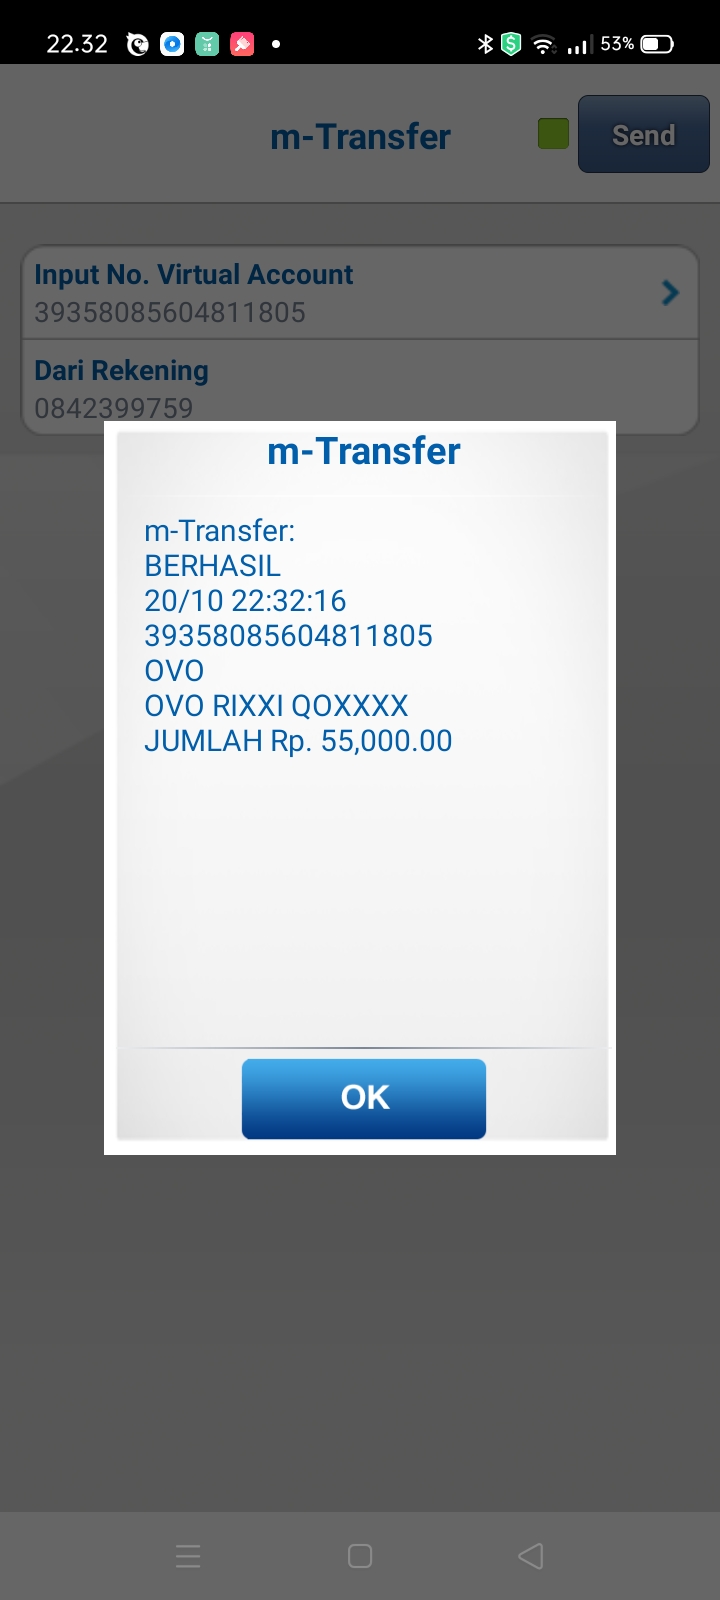 22.32
53%
m-Transfer
Send
Input No. Virtual Account
39358085604811805
Dari Rekening
0842399759
m-Transfer
m-Transfer:
BERHASIL
20/10 22:32:16
39358085604811805
OVO
OVO RIXXI QOXXXX
JUMLAH Rp. 55,000.00
OK